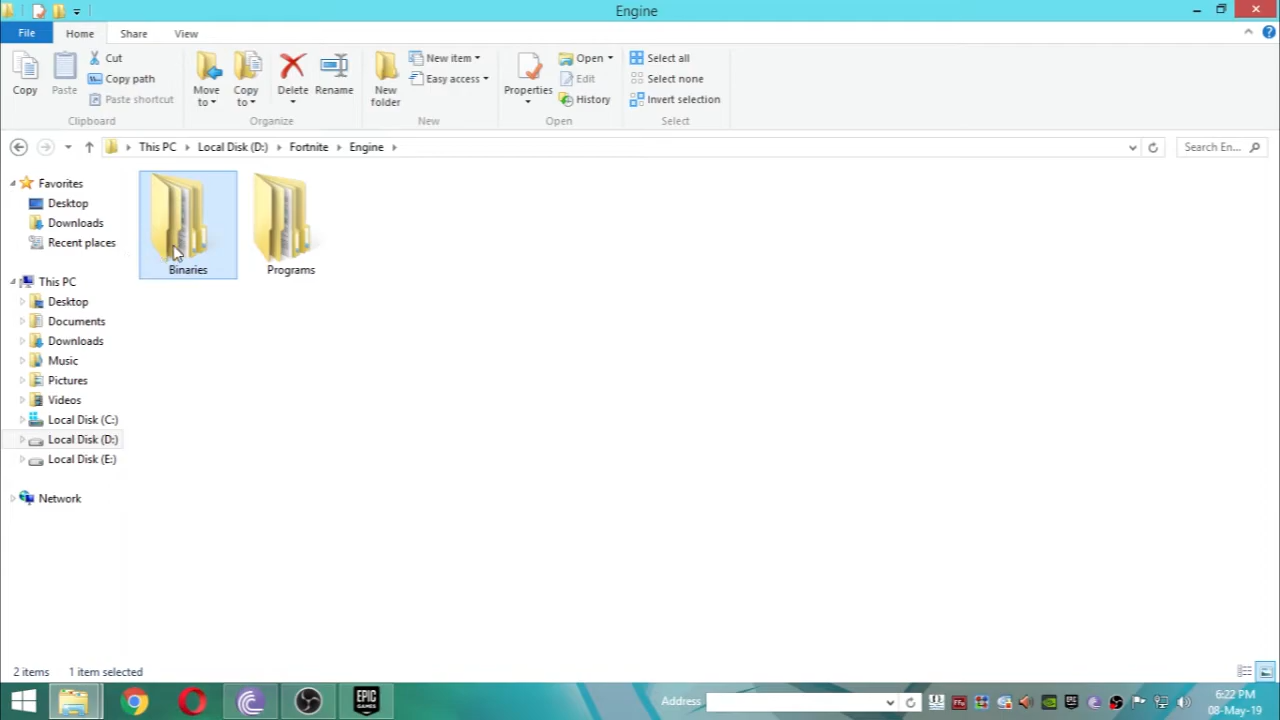 Engine
File
Home
Share
View
Copy
Paste
Cut
Copy path
Paste shortcut
Clipboard
Move to
Copy to
Delete
Rename
Organize
New folder
New item
Easy access
New
Properties
Open
Edit
History
Open
Select all
Select none
Invert selection
Select
This PC
Local Disk (D:)
Fortnite
Engine
Search En...
Favorites
Desktop
Downloads
Recent places
This PC
Desktop
Documents
Downloads
Music
Pictures
Videos
Local Disk (C:)
Local Disk (D:)
Local Disk (E:)
Network
Binaries
Programs
2 items
1 item selected
EPIC GAMES
Address
6:22 PM
08-May-19